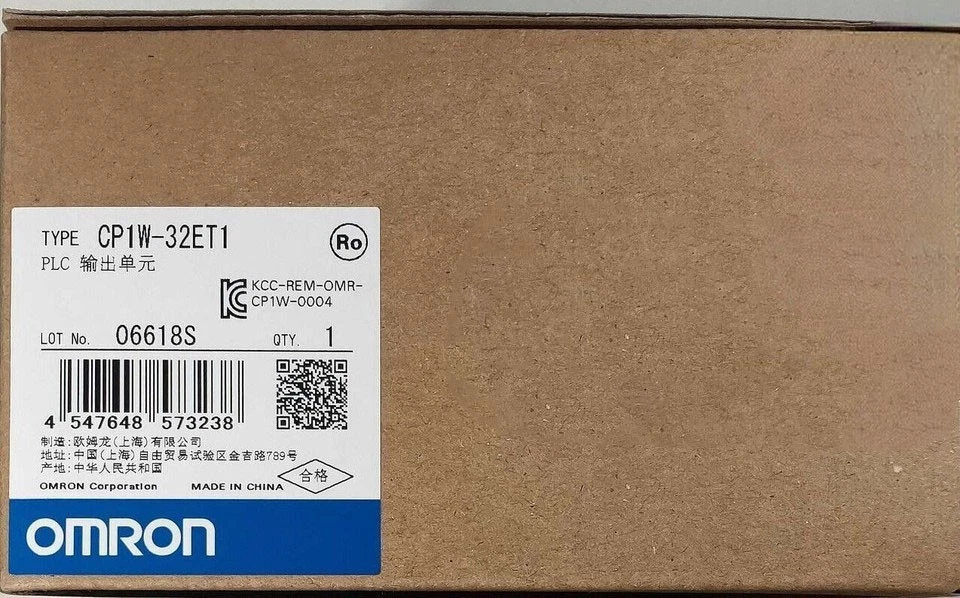 TYPE CP1W-32ET1
Ro
PLC 输出单元
KCC-REM-OMR-
CP1W-0004
LOT No. 06618S QTY. 1
4 547648 573238
制造:欧姆龙(上海)有限公司
地址:中国(上海)自由贸易试验区金吉路789号
产地:中华人民共和国
合格
OMRON Corporation MADE IN CHINA
OMRON